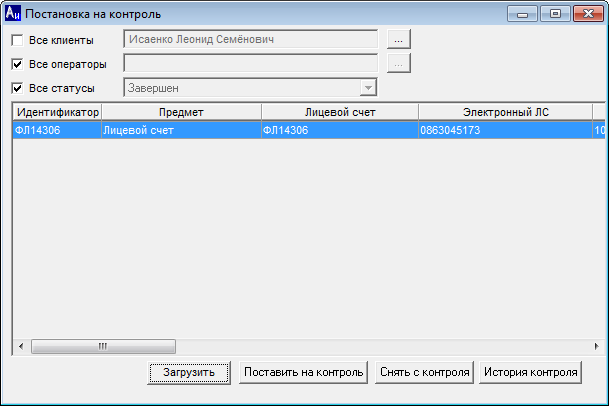 Аи Постановка на контроль
Все клиенты Исаенко Леонид Семёнович ...
Все операторы ...
Все статусы Завершен
Идентификатор Предмет Лицевой счет Электронный ЛС
ФЛ14306 Лицевой счет ФЛ14306 0863045173 10
Загрузить Поставить на контроль Снять с контроля История контроля